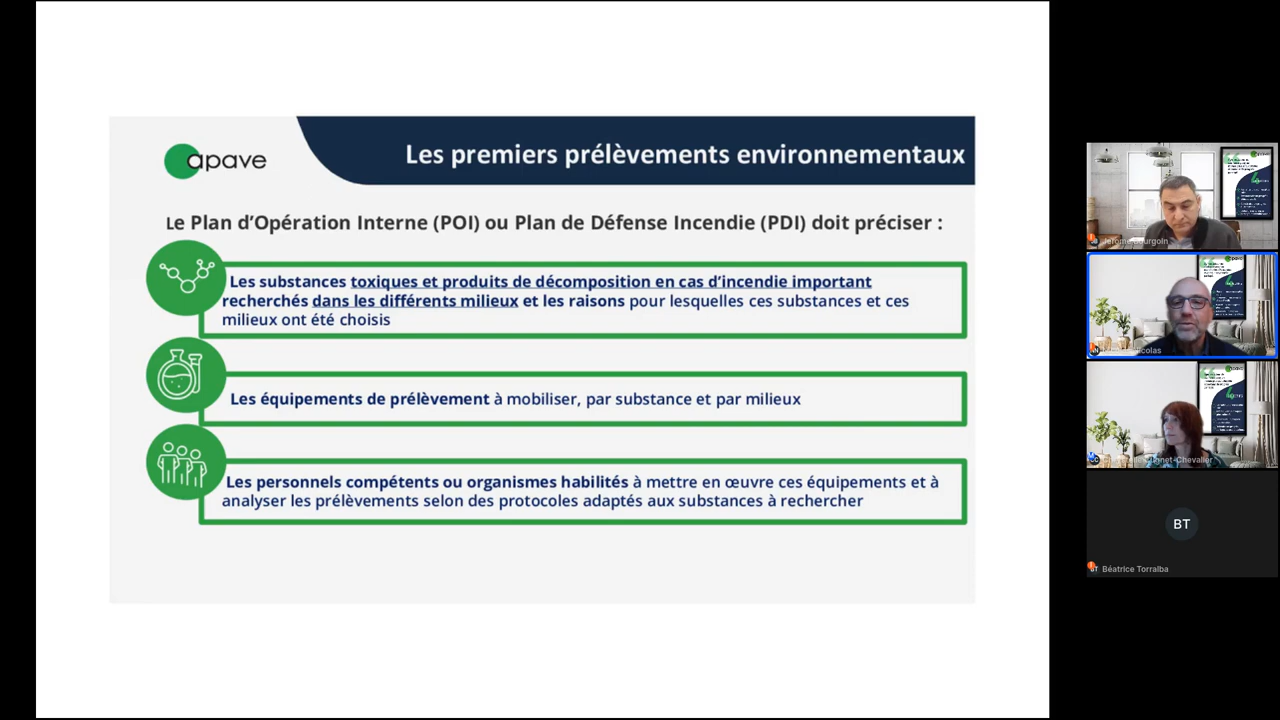 apave
Les premiers prélèvements environnementaux
Le Plan d'Opération Interne (POI) ou Plan de Défense Incendie (PDI) doit préciser :
Les substances toxiques et produits de décomposition en cas d'incendie important
recherchés dans les différents milieux et les raisons pour lesquelles ces substances et ces
milieux ont été choisis
Les équipements de prélèvement à mobiliser, par substance et par milieux
Les personnels compétents ou organismes habilités à mettre en œuvre ces équipements et à
analyser les prélèvements selon des protocoles adaptés aux substances à rechercher
Jérôme Bourgoin
BT
Béatrice Torralba